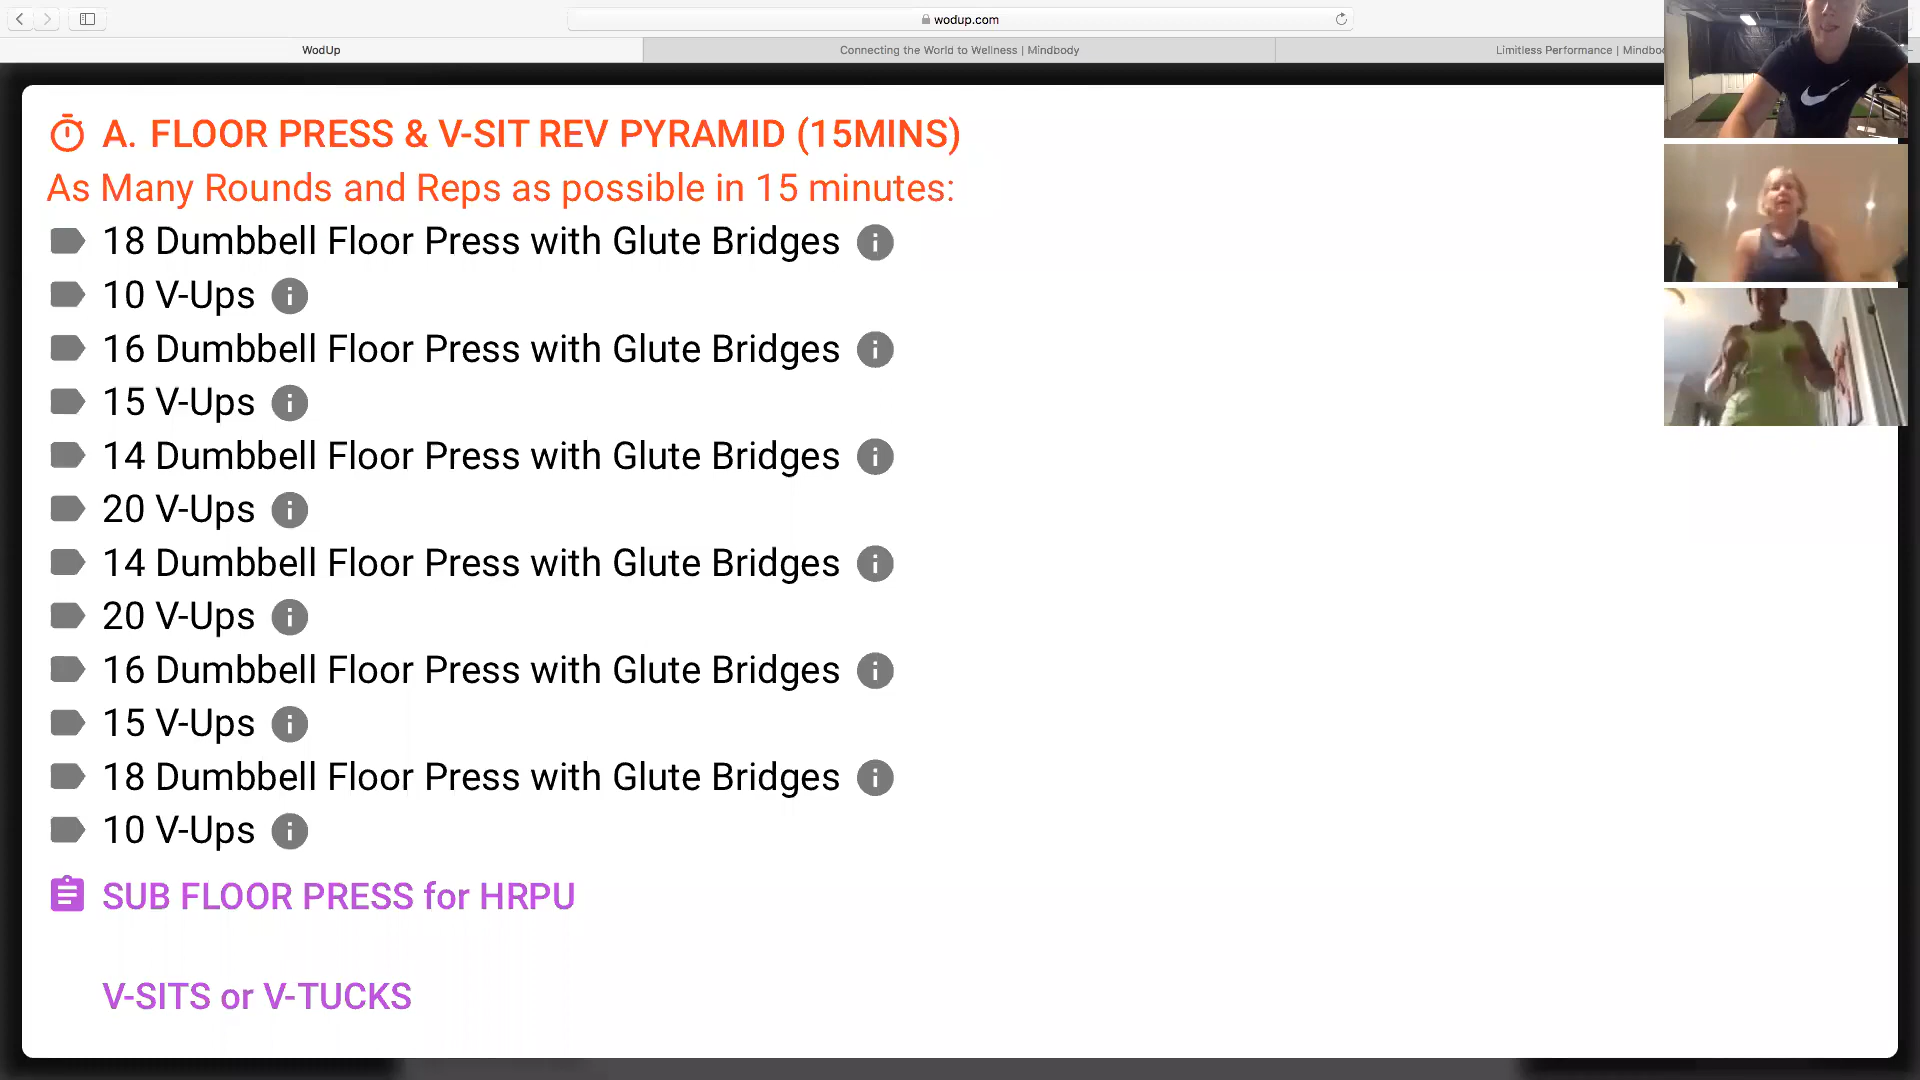 wodup.com
WodUp
Connecting the World to Wellness | Mindbody
Limitless Performance | Mindbo
A. FLOOR PRESS & V-SIT REV PYRAMID (15MINS)
As Many Rounds and Reps as possible in 15 minutes:
18 Dumbbell Floor Press with Glute Bridges
10 V-Ups
16 Dumbbell Floor Press with Glute Bridges
15 V-Ups
14 Dumbbell Floor Press with Glute Bridges
20 V-Ups
14 Dumbbell Floor Press with Glute Bridges
20 V-Ups
16 Dumbbell Floor Press with Glute Bridges
15 V-Ups
18 Dumbbell Floor Press with Glute Bridges
10 V-Ups
SUB FLOOR PRESS for HRPU
V-SITS or V-TUCKS